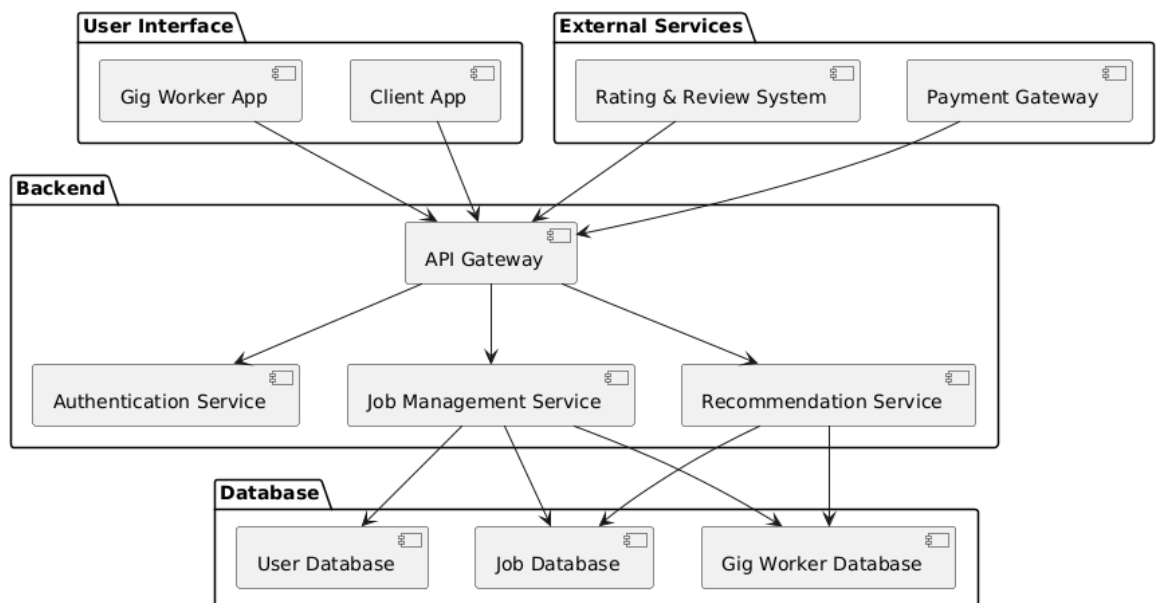 User Interface
External Services
Gig Worker App
Client App
Rating & Review System
Payment Gateway
Backend
API Gateway
Authentication Service
Job Management Service
Recommendation Service
Database
User Database
Job Database
Gig Worker Database